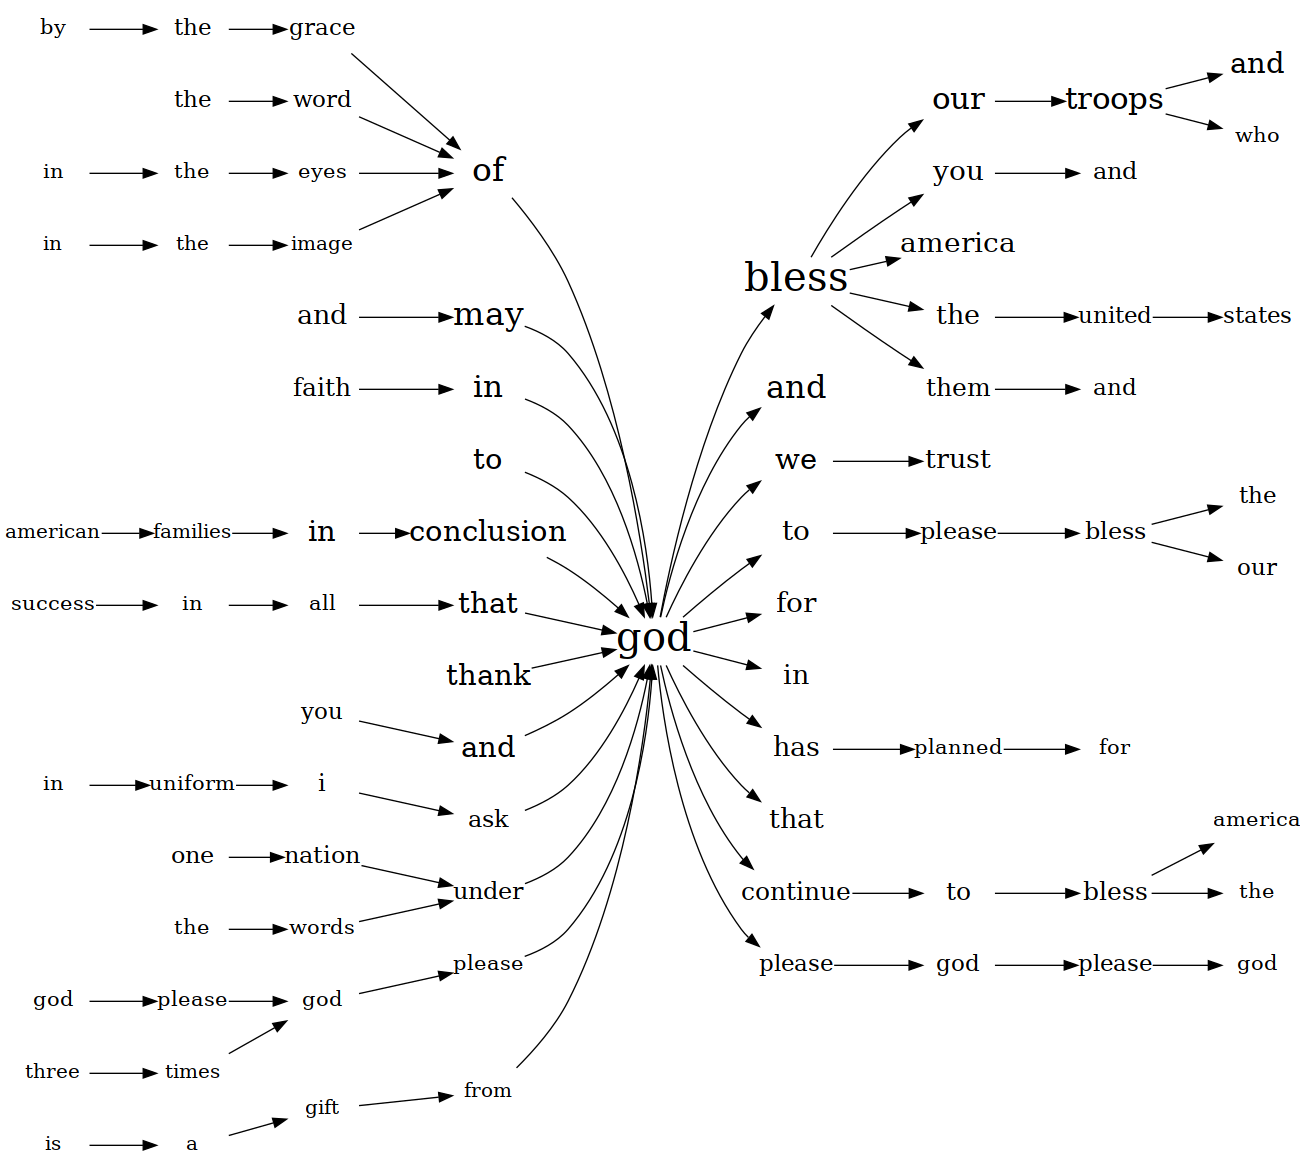 by the grace
the word
in the eyes
in the image
of
and may
faith in
to
american families in conclusion
success in all that
thank
you
and
in uniform i
ask
one nation
under
the words
please
god please god
three times
from
gift
is a
god
bless
our troops
and
who
you and
america
the united states
them and
and
we trust
to please bless
the
our
for
in
has planned for
that
continue to bless
america
the
please god please god